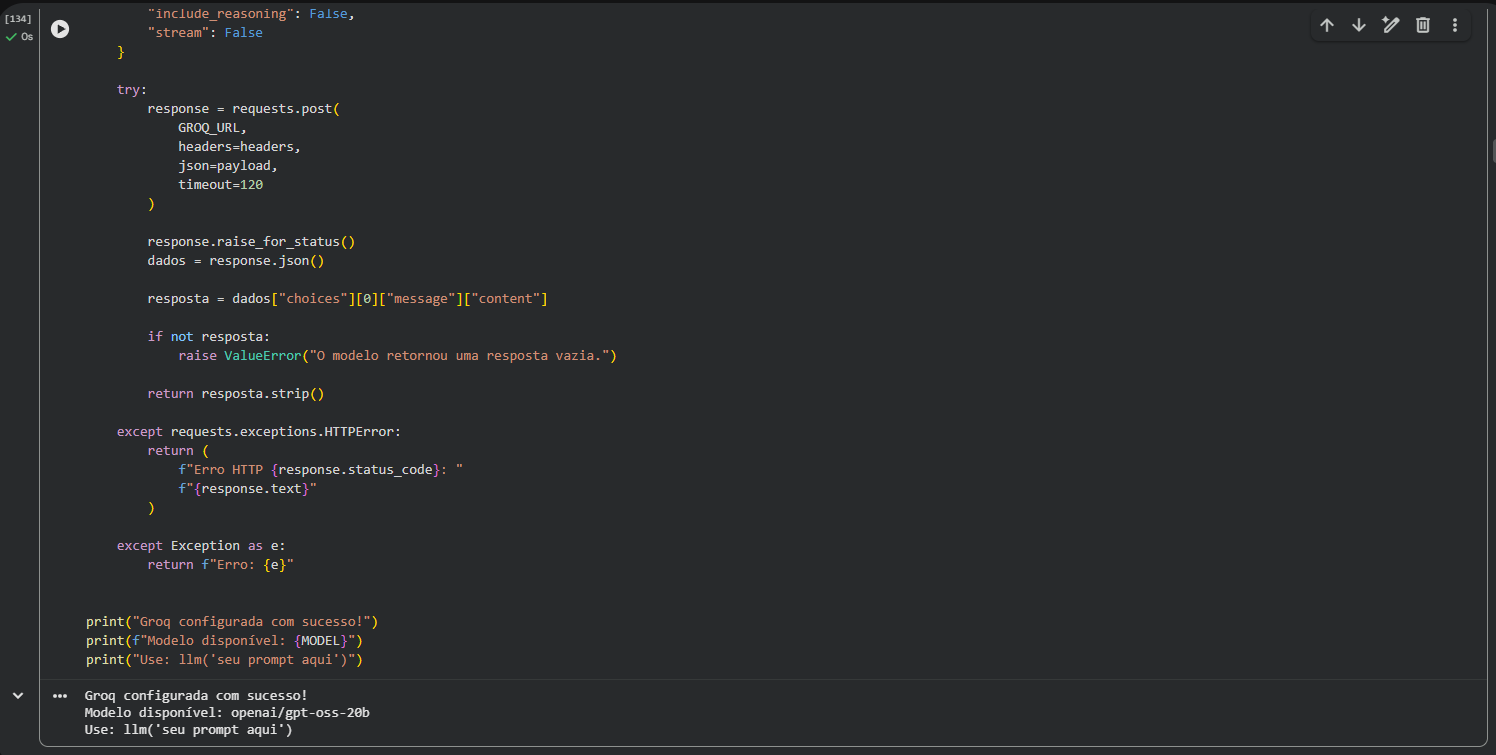 [134]
0s
"include_reasoning": False,
"stream": False
}
try:
response = requests.post(
GROQ_URL,
headers=headers,
json=payload,
timeout=120
)
response.raise_for_status()
dados = response.json()
resposta = dados["choices"][0]["message"]["content"]
if not resposta:
raise ValueError("O modelo retornou uma resposta vazia.")
return resposta.strip()
except requests.exceptions.HTTPError:
return (
f"Erro HTTP {response.status_code}: "
f"{response.text}"
)
except Exception as e:
return f"Erro: {e}"
print("Groq configurada com sucesso!")
print(f"Modelo disponível: {MODEL}")
print("Use: llm('seu prompt aqui')")
Groq configurada com sucesso!
Modelo disponível: openai/gpt-oss-20b
Use: llm('seu prompt aqui')